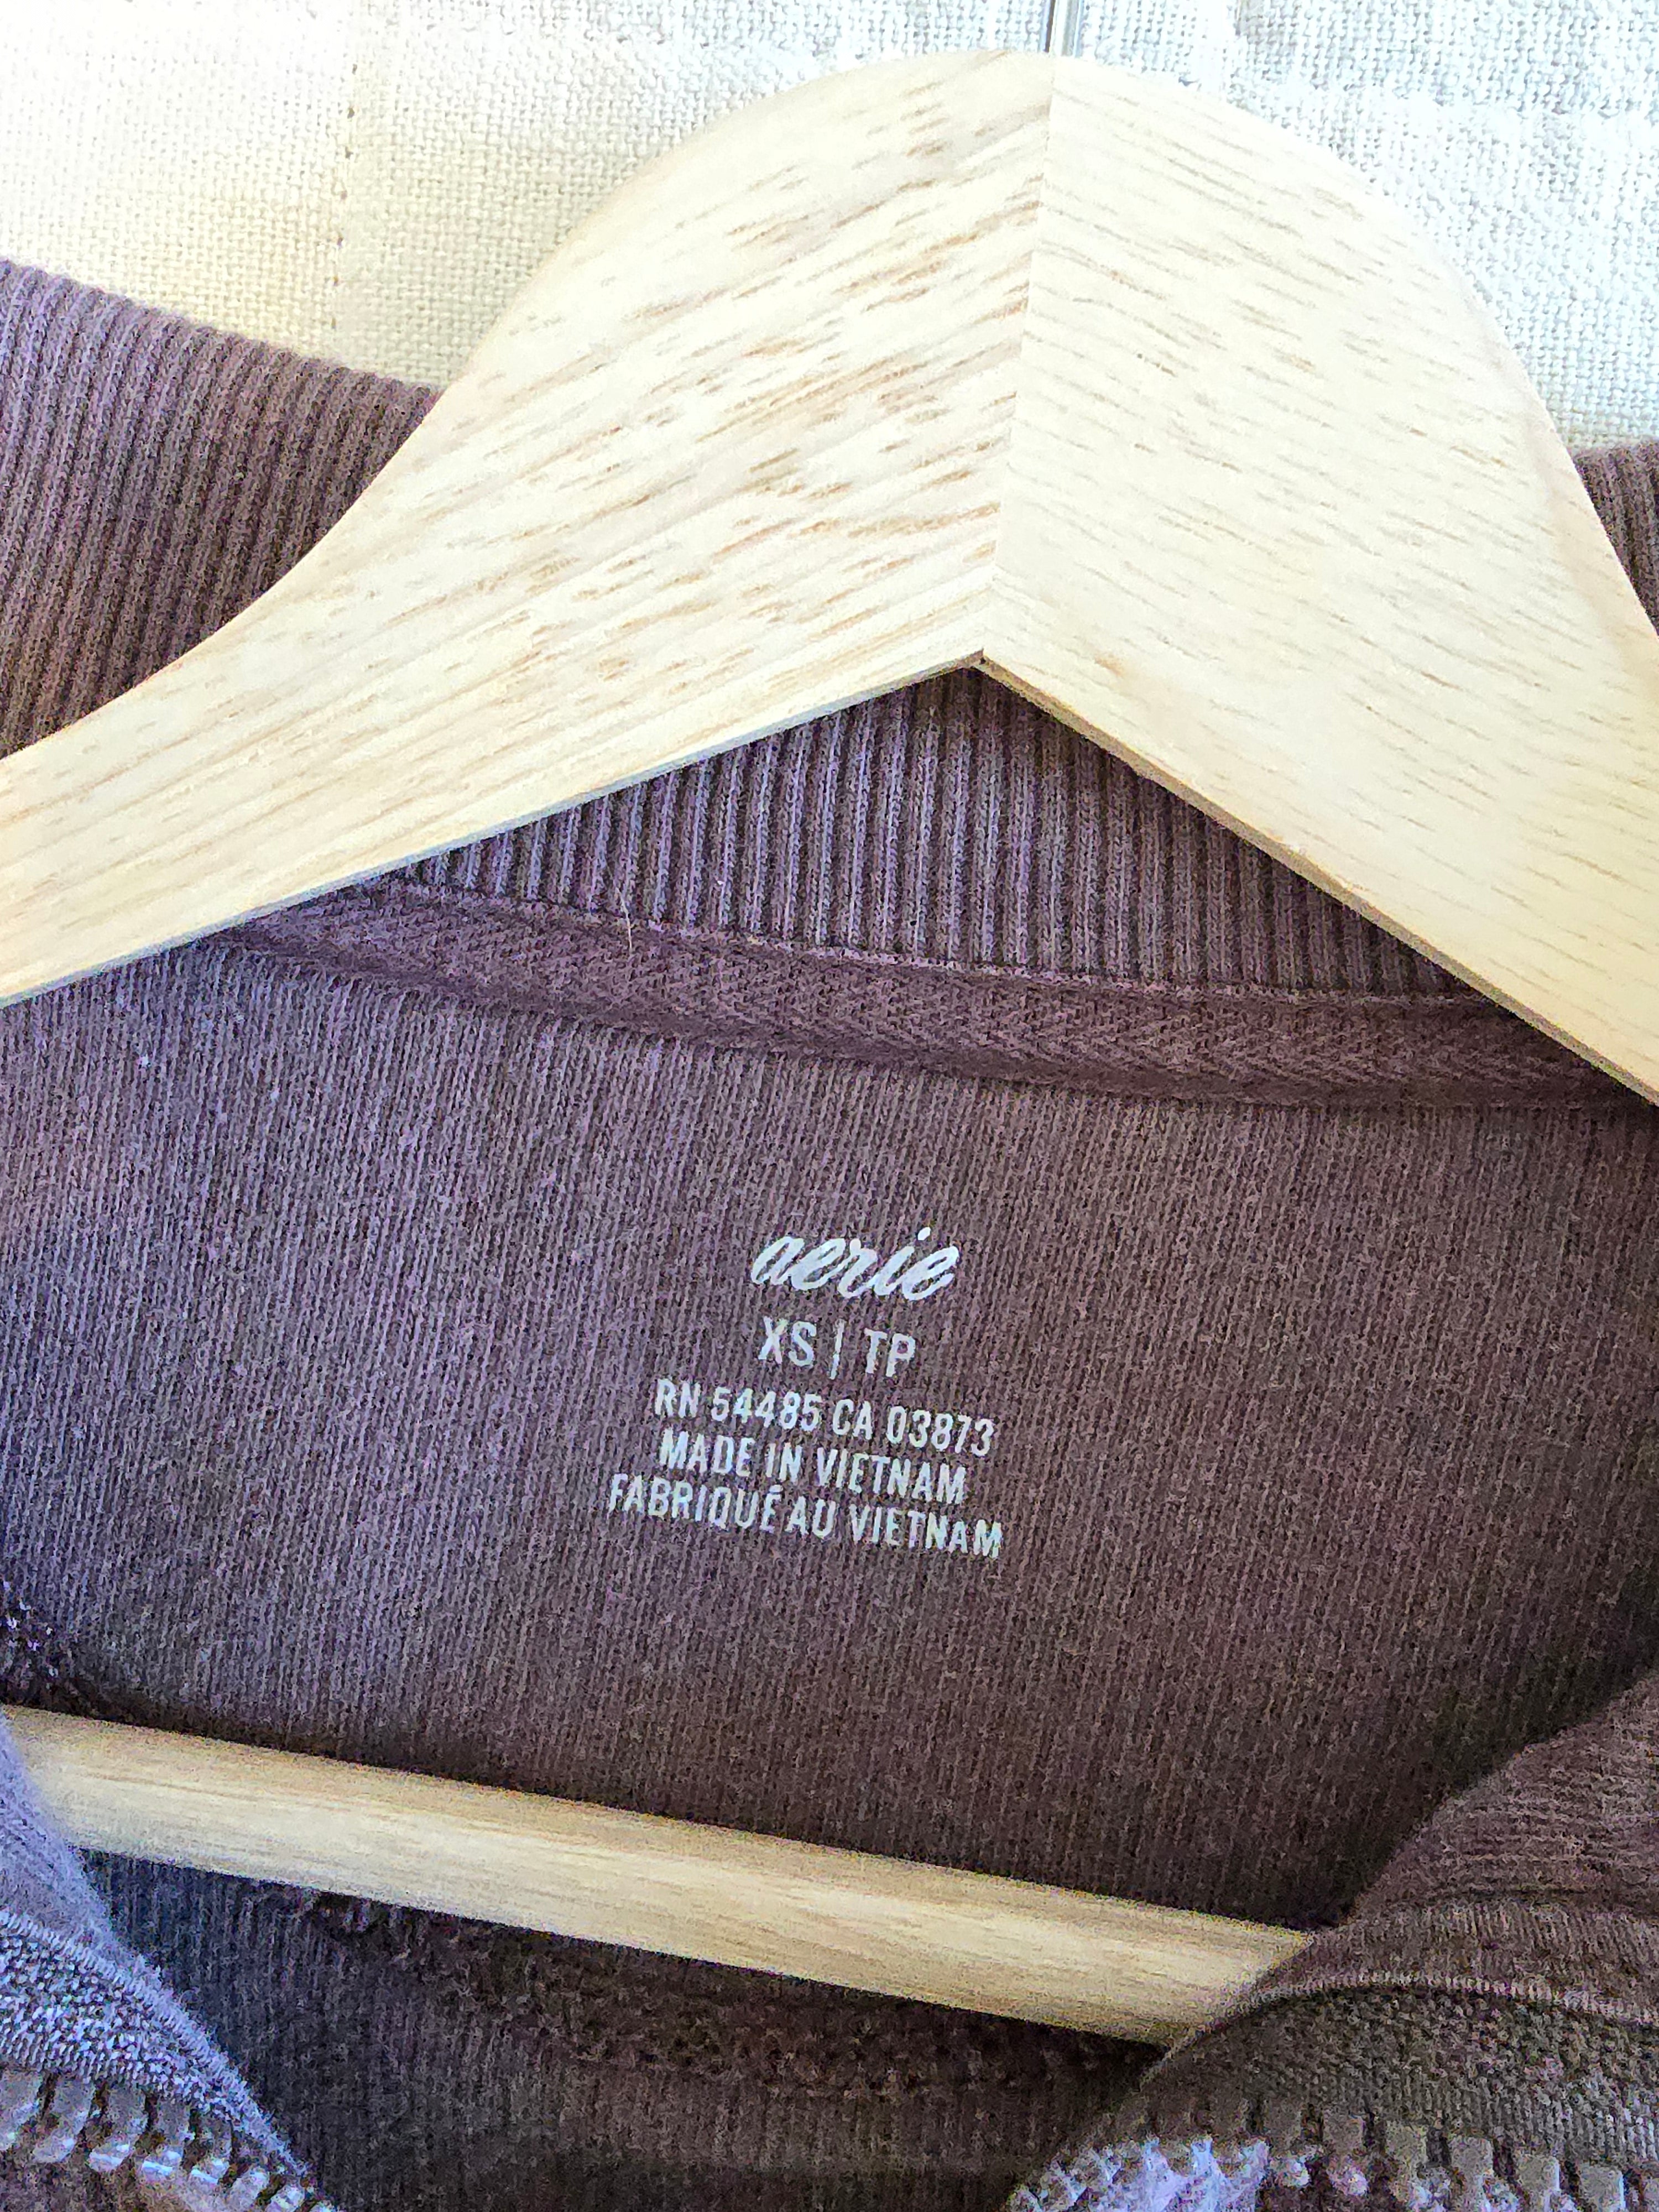 aerie
XS | TP
RN 54485 CA 03873
MADE IN VIETNAM
FABRIQUÉ AU VIETNAM